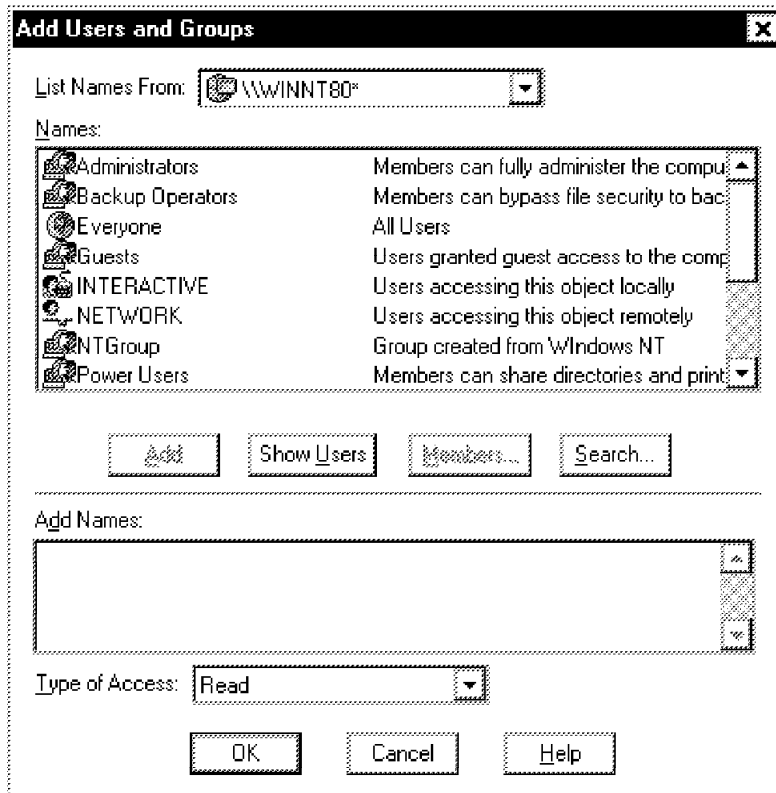 Add Users and Groups
List Names From: \\WINNT80*
Names:
Administrators Members can fully administer the compu
Backup Operators Members can bypass file security to bac
Everyone All Users
Guests Users granted guest access to the comp
INTERACTIVE Users accessing this object locally
NETWORK Users accessing this object remotely
NTGroup Group created from WIndows NT
Power Users Members can share directories and print
Add Show Users Members... Search...
Add Names:
Type of Access: Read
OK Cancel Help